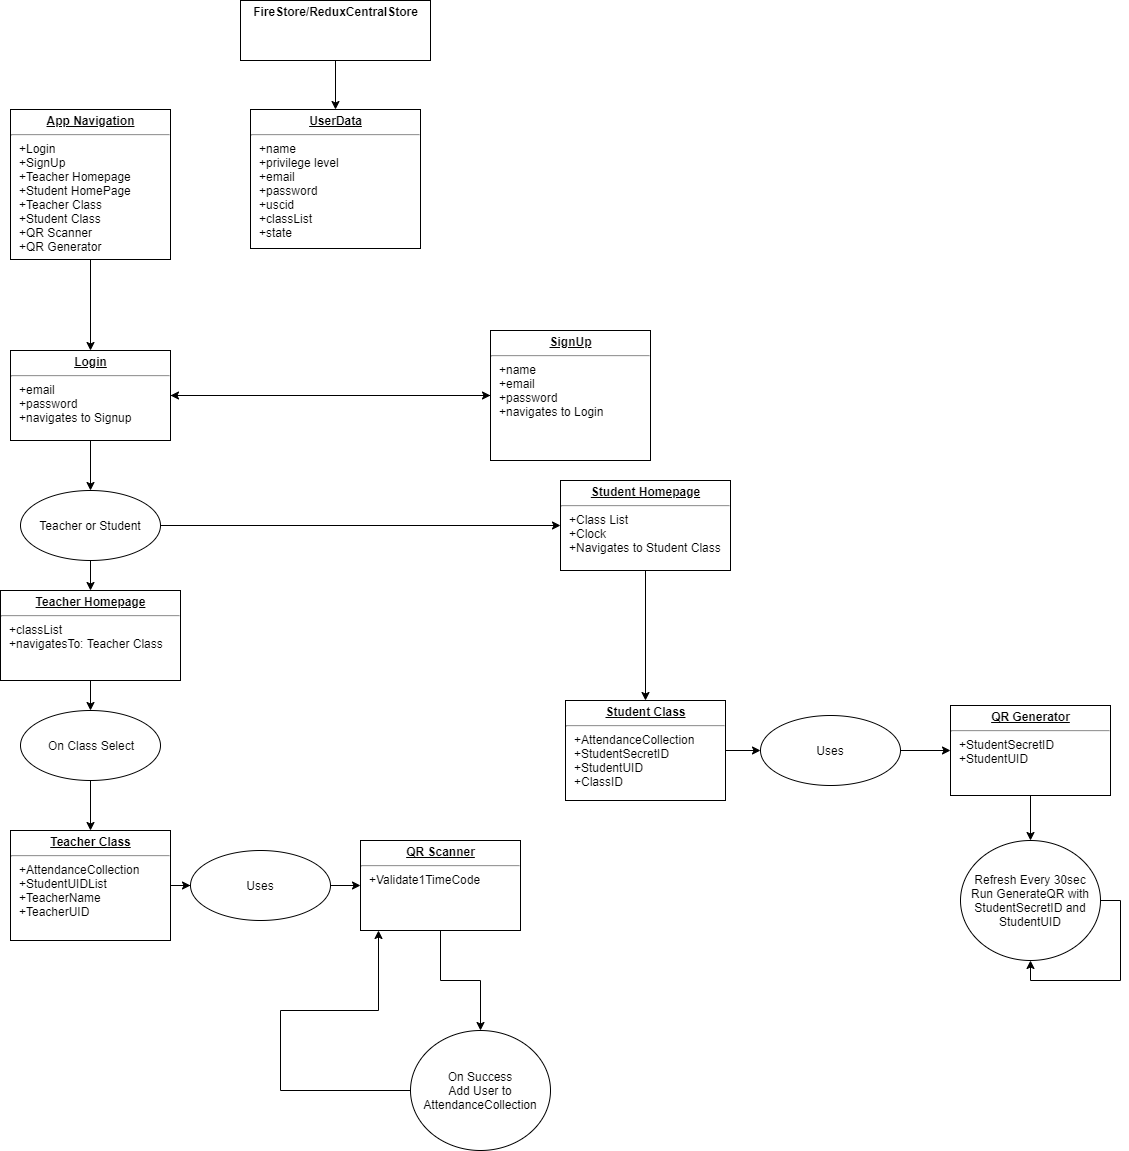 FireStore/ReduxCentralStore
App Navigation
+Login
+SignUp
+Teacher Homepage
+Student HomePage
+Teacher Class
+Student Class
+QR Scanner
+QR Generator
UserData
+name
+privilege level
+email
+password
+uscid
+classList
+state
Login
+email
+password
+navigates to Signup
SignUp
+name
+email
+password
+navigates to Login
Teacher or Student
Student Homepage
+Class List
+Clock
+Navigates to Student Class
Teacher Homepage
+classList
+navigatesTo: Teacher Class
On Class Select
Student Class
+AttendanceCollection
+StudentSecretID
+StudentUID
+ClassID
Uses
QR Generator
+StudentSecretID
+StudentUID
Teacher Class
+AttendanceCollection
+StudentUIDList
+TeacherName
+TeacherUID
Uses
QR Scanner
+Validate1TimeCode
Refresh Every 30sec
Run GenerateQR with
StudentSecretID and
StudentUID
On Success
Add User to
AttendanceCollection